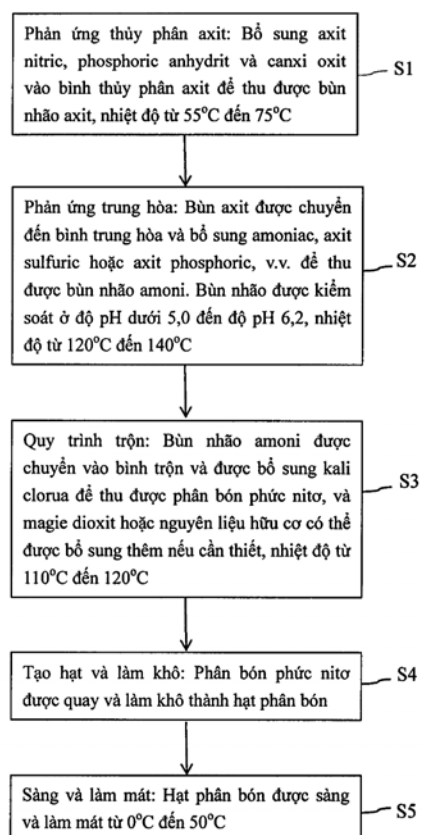 Phản ứng thủy phân axit: Bổ sung axit
nitric, phosphoric anhydrit và canxi oxit
vào bình thủy phân axit để thu được bùn
nhão axit, nhiệt độ từ 55°C đến 75°C
S1
Phản ứng trung hòa: Bùn axit được chuyển
đến bình trung hòa và bổ sung amoniac, axit
sulfuric hoặc axit phosphoric, v.v. để thu
được bùn nhão amoni. Bùn nhão được kiểm
soát ở độ pH dưới 5,0 đến độ pH 6,2, nhiệt
độ từ 120°C đến 140°C
S2
Quy trình trộn: Bùn nhão amoni được
chuyển vào bình trộn và được bổ sung kali
clorua để thu được phân bón phức nitơ, và
magie dioxit hoặc nguyên liệu hữu cơ có thể
được bổ sung thêm nếu cần thiết, nhiệt độ từ
110°C đến 120°C
S3
Tạo hạt và làm khô: Phân bón phức nitơ
được quay và làm khô thành hạt phân bón
S4
Sàng và làm mát: Hạt phân bón được sàng
và làm mát từ 0°C đến 50°C
S5